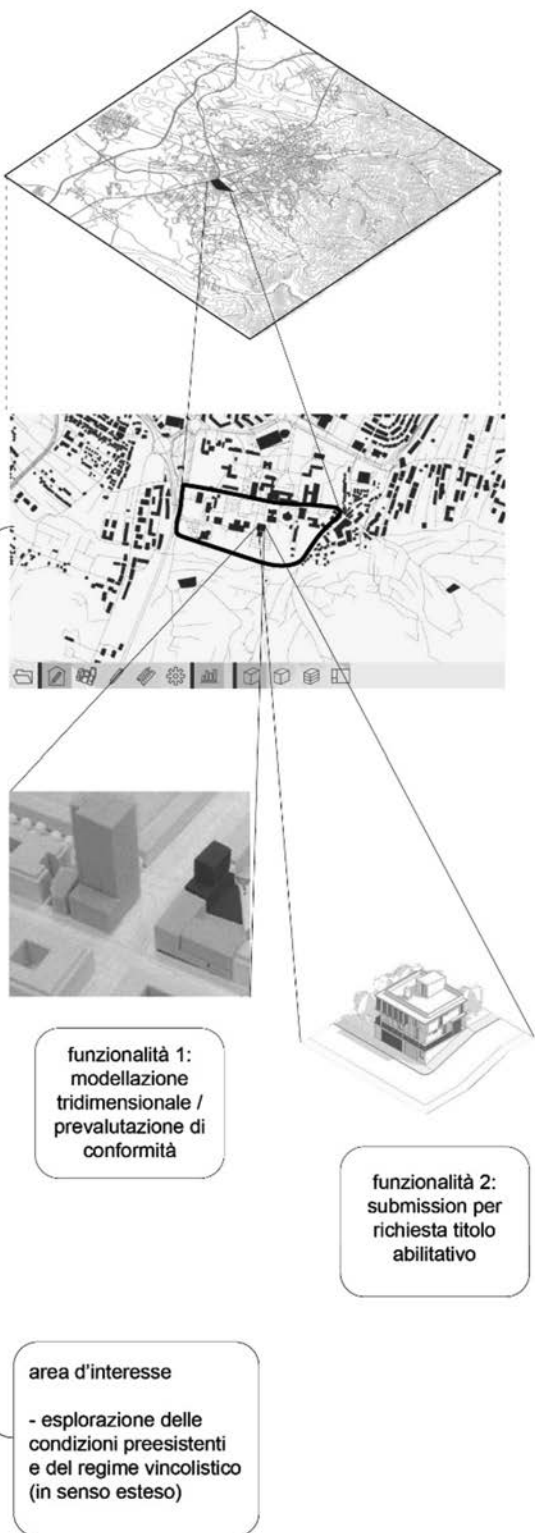 funzionalità 1:
modellazione
tridimensionale /
prevalutazione di
conformità
funzionalità 2:
submission per
richiesta titolo
abilitativo
area d'interesse
- esplorazione delle
condizioni preesistenti
e del regime vincolistico
(in senso esteso)